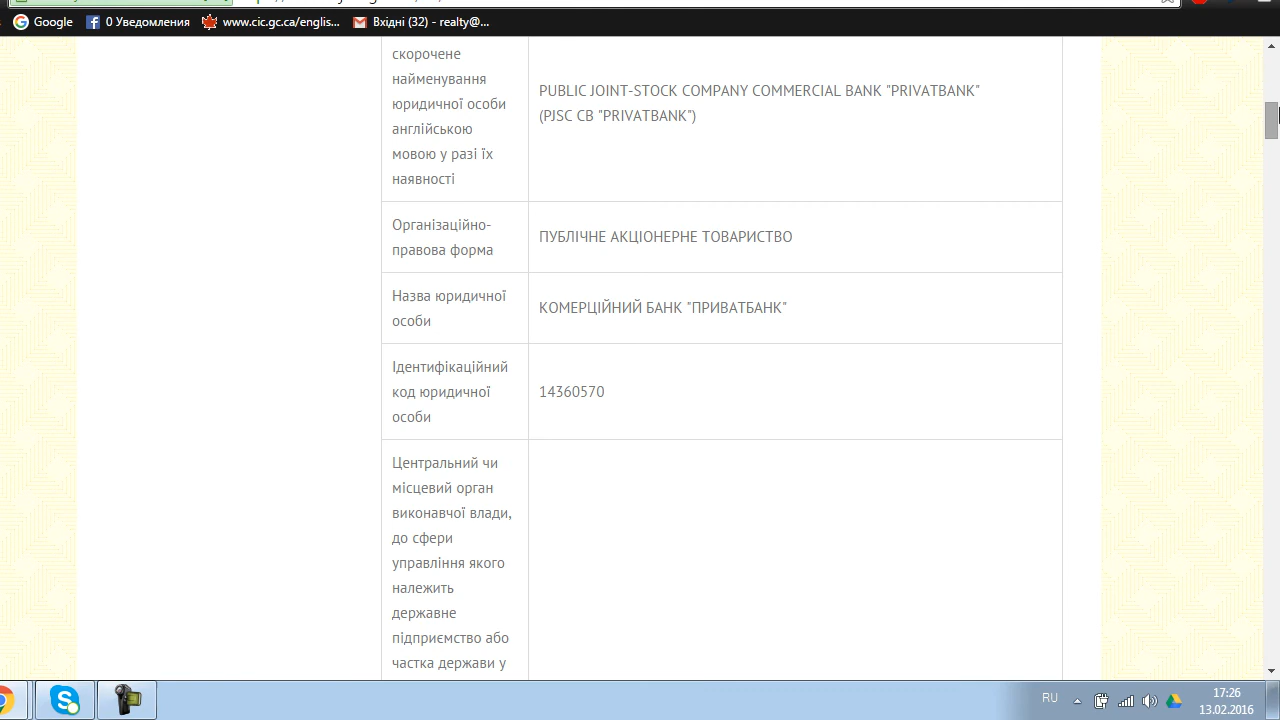 Google
0 Уведомления
www.cic.gc.ca/englis...
Вхідні (32) - realty@...
скорочене
найменування
юридичної особи
англійською
мовою у разі їх
наявності
PUBLIC JOINT-STOCK COMPANY COMMERCIAL BANK "PRIVATBANK"
(PJSC CB "PRIVATBANK")
Організаційно-
правова форма
ПУБЛІЧНЕ АКЦІОНЕРНЕ ТОВАРИСТВО
Назва юридичної
особи
КОМЕРЦІЙНИЙ БАНК "ПРИВАТБАНК"
Ідентифікаційний
код юридичної
особи
14360570
Центральний чи
місцевий орган
виконавчої влади,
до сфери
управління якого
належить
державне
підприємство або
частка держави у
RU
17:26
13.02.2016